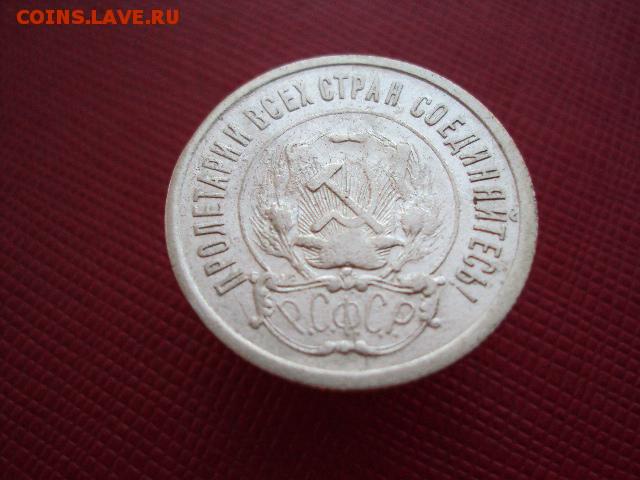 COINS.LAVE.RU
ПРОЛЕТАРИИ ВСЕХ СТРАН, СОЕДИНЯЙТЕСЬ!
Р.С.Ф.С.Р.